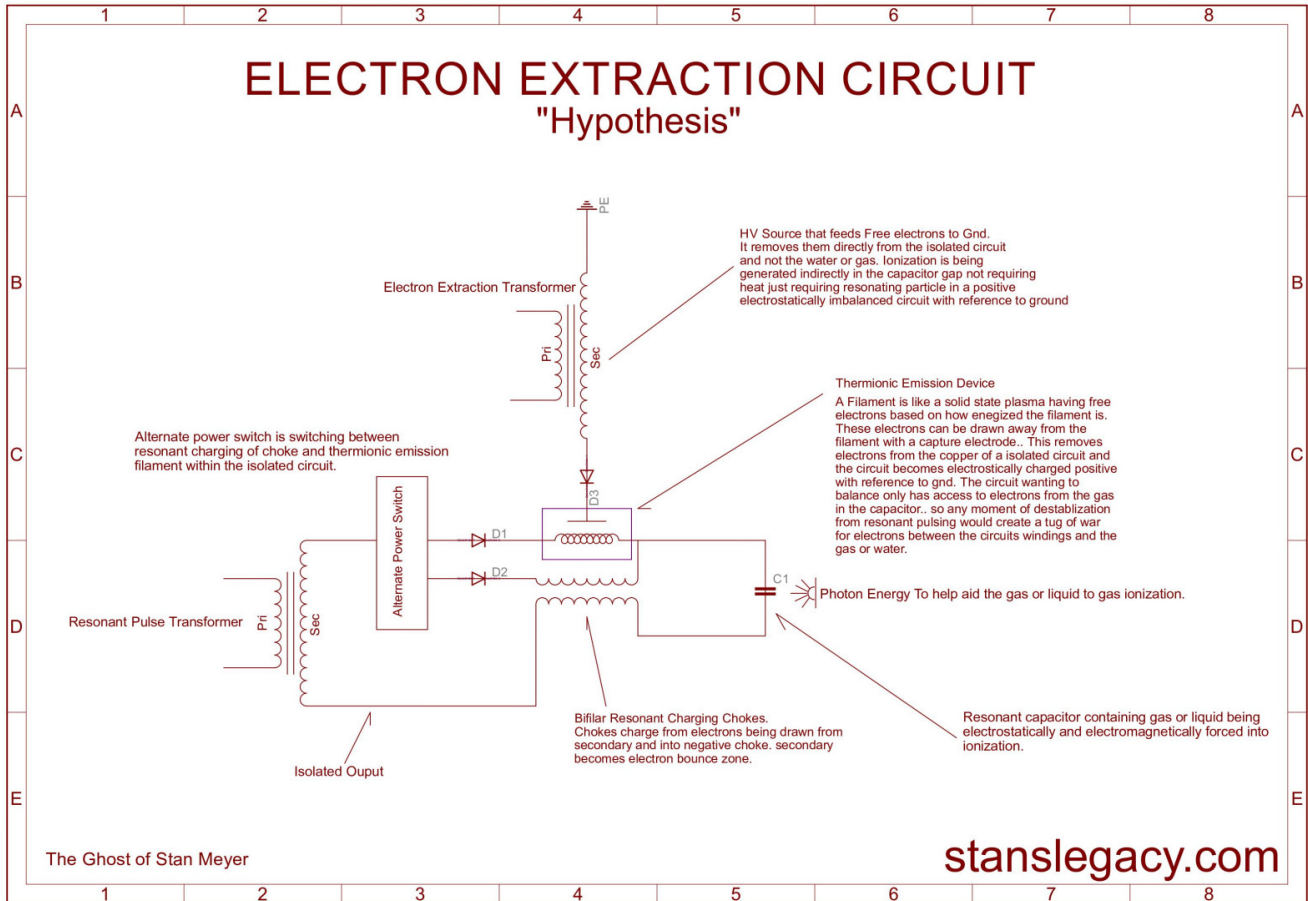 1 2 3 4 5 6 7 8
ELECTRON EXTRACTION CIRCUIT
"Hypothesis"
A A
PE
HV Source that feeds Free electrons to Gnd.
It removes them directly from the isolated circuit
and not the water or gas. Ionization is being
generated indirectly in the capacitor gap not requiring
heat just requiring resonating particle in a positive
electrostatically imbalanced circuit with reference to ground
B B
Electron Extraction Transformer
Pri
Sec
Thermionic Emission Device
A Filament is like a solid state plasma having free
electrons based on how enegized the filament is.
These electrons can be drawn away from the
filament with a capture electrode.. This removes
electrons from the copper of a isolated circuit and
the circuit becomes electrostically charged positive
with reference to gnd. The circuit wanting to
balance only has access to electrons from the gas
in the capacitor.. so any moment of destablization
from resonant pulsing would create a tug of war
for electrons between the circuits windings and the
gas or water.
Alternate power switch is switching between
resonant charging of choke and thermionic emission
filament within the isolated circuit.
C C
D3
Alternate Power Switch
D1
D2
C1
Photon Energy To help aid the gas or liquid to gas ionization.
Resonant Pulse Transformer
Pri
Sec
D D
Bifilar Resonant Charging Chokes.
Chokes charge from electrons being drawn from
secondary and into negative choke. secondary
becomes electron bounce zone.
Resonant capacitor containing gas or liquid being
electrostatically and electromagnetically forced into
ionization.
Isolated Ouput
E E
The Ghost of Stan Meyer
stanslegacy.com
1 2 3 4 5 6 7 8